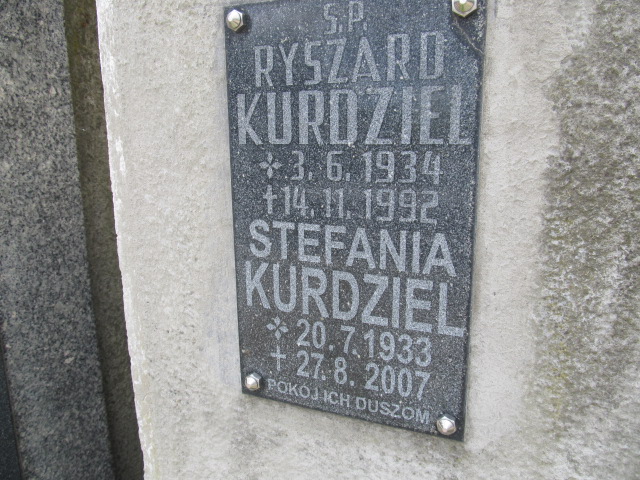 Ś.P.
RYSZARD
KURDZIEL
✣ 3. 6. 1934
✝ 14. 11. 1992
STEFANIA
KURDZIEL
✣ 20. 7. 1933
✝ 27. 8. 2007
POKÓJ ICH DUSZOM